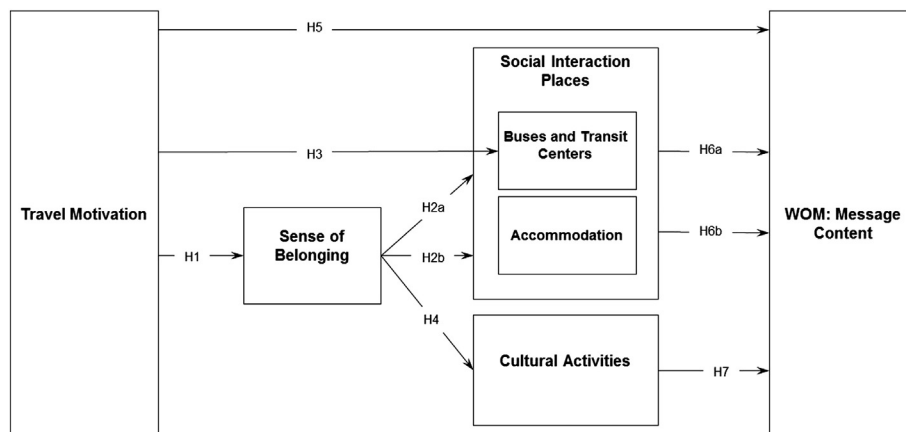 H5
Social Interaction
Places
Buses and Transit
Centers
H3
H6a
H2a
Travel Motivation
WOM: Message
Content
Sense of
Belonging
Accommodation
H6b
H1
H2b
H4
Cultural Activities
H7